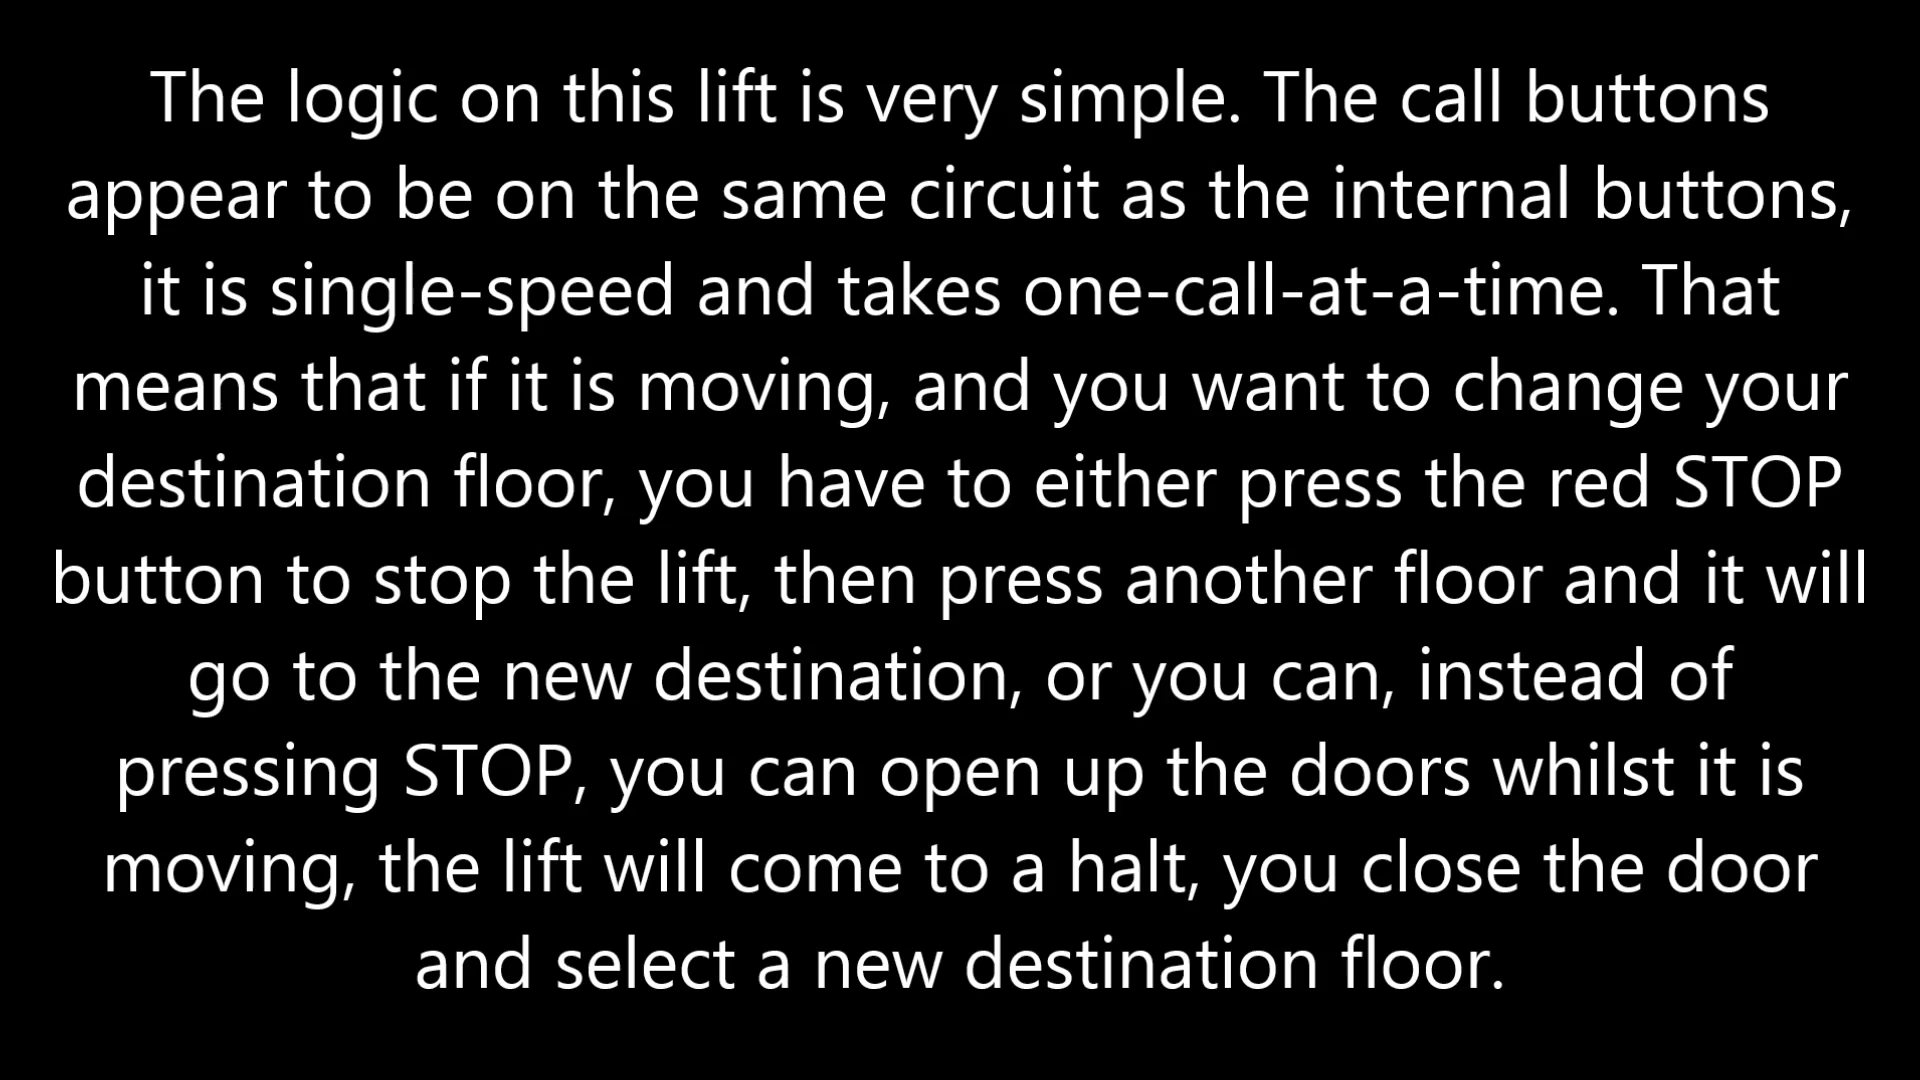 The logic on this lift is very simple. The call buttons
appear to be on the same circuit as the internal buttons,
it is single-speed and takes one-call-at-a-time. That
means that if it is moving, and you want to change your
destination floor, you have to either press the red STOP
button to stop the lift, then press another floor and it will
go to the new destination, or you can, instead of
pressing STOP, you can open up the doors whilst it is
moving, the lift will come to a halt, you close the door
and select a new destination floor.